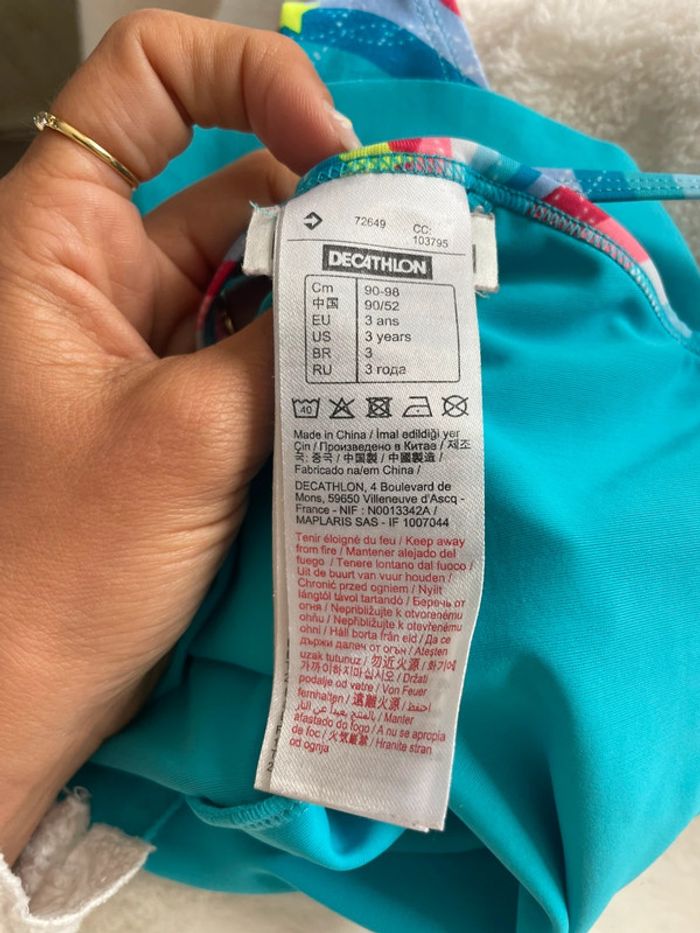 72649 CC: 103795
DECATHLON
Cm 90-98
中国 90/52
EU 3 ans
US 3 years
BR 3
RU 3 года
40
Made in China / İmal edildiği yer
Çin / Произведено в Китае / 제조
국: 중국 / 中国製 / 中國製造 /
Fabricado na/em China /
DECATHLON, 4 Boulevard de
Mons, 59650 Villeneuve d'Ascq -
France - NIF : N0013342A /
MAPLARIS SAS - IF 1007044
Tenir éloigné du feu / Keep away
from fire / Mantener alejado del
fuego / Tenere lontano dal fuoco /
Uit de buurt van vuur houden /
Chronić przed ogniem / Nyílt
lángtól távol tartandó / Беречь от
огня / Nepribližujte k otvorenému
ohňu / Nepřibližujte k otevřenému
ohni / Håll borta från eld / Да се
държи далеч от огън / Ateşten
uzak tutunuz / 勿近火源 / 화기에
가까이하지마십시오 / Držati
podalje od vatre / Von Feuer
fernhalten / 遠離火源 / احتفظ
بالمنتج بعيداً عن النار / Manter
afastado do fogo / A nu se apropia
de foc / 火気厳禁 / Hranite stran
od ognja